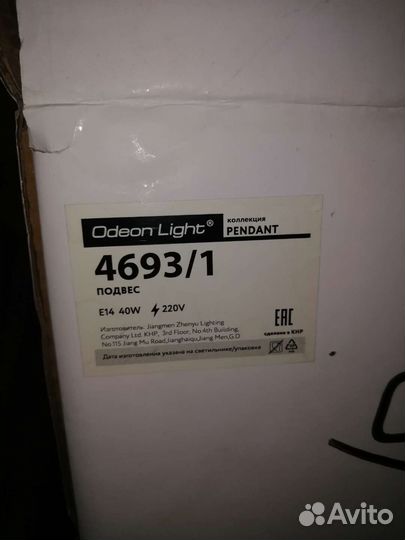 Odeon Light®
коллекция
PENDANT
4693/1
ПОДВЕС
E14 40W 220V
EAC
сделано в КНР
Изготовитель: Jiangmen Zhenyu Lighting
Company Ltd. КНР, 3rd Floor, No.4th Building,
No.115 Jiang Mu Road,Jianghaiqu,Jiang Men,G.D
Дата изготовления указана на светильнике/упаковке
Avito